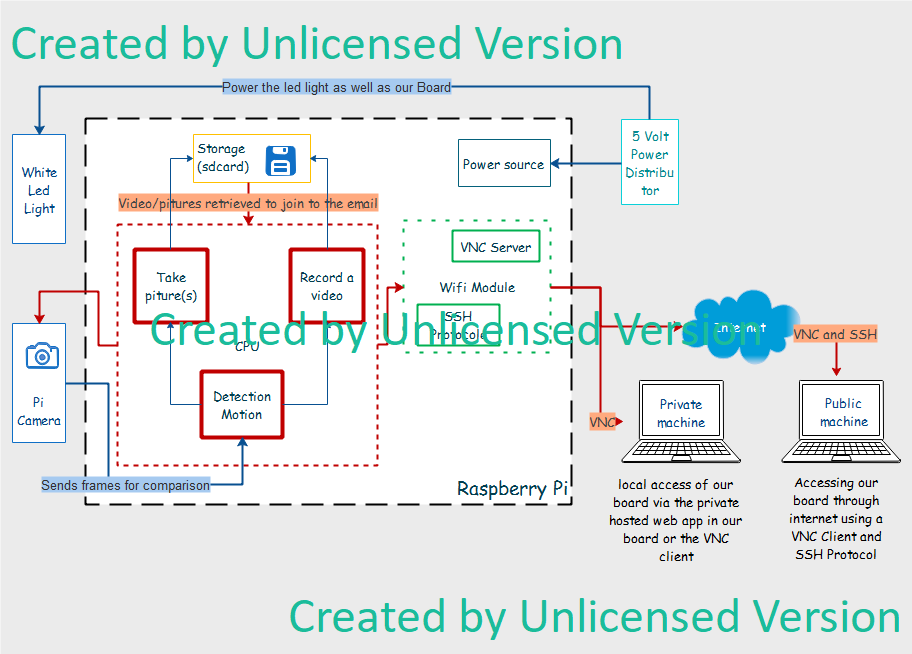 Created by Unlicensed Version
Power the led light as well as our Board
White
Led
Light
Storage
(sdcard)
Power source
5 Volt
Power
Distribu
tor
Video/pitures retrieved to join to the email
VNC Server
Take
piture(s)
Record a
video
Wifi Module
SSH
Protocole
Created by Unlicensed Version
CPU
Internet
VNC and SSH
Pi
Camera
Detection
Motion
VNC
Private
machine
Public
machine
Sends frames for comparison
Raspberry Pi
local access of our
board via the private
hosted web app in our
board or the VNC
client
Accessing our
board through
internet using a
VNC Client and
SSH Protocol
Created by Unlicensed Version